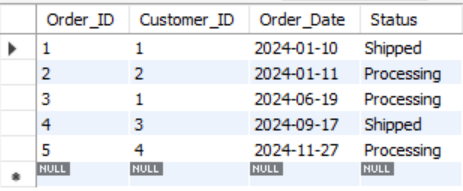 Order_ID Customer_ID Order_Date Status
1 1 2024-01-10 Shipped
2 2 2024-01-11 Processing
3 1 2024-06-19 Processing
4 3 2024-09-17 Shipped
5 4 2024-11-27 Processing
NULL NULL NULL NULL